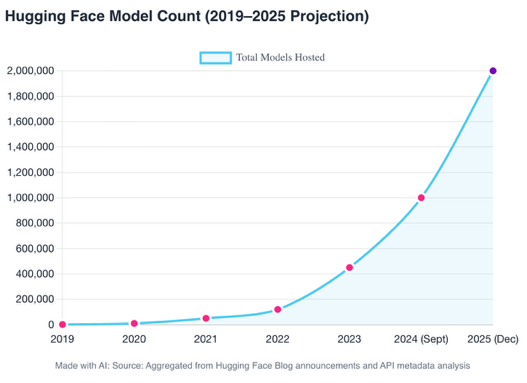 Hugging Face Model Count (2019–2025 Projection)
Total Models Hosted
2,000,000
1,800,000
1,600,000
1,400,000
1,200,000
1,000,000
800,000
600,000
400,000
200,000
0
2019 2020 2021 2022 2023 2024 (Sept) 2025 (Dec)
Made with AI: Source: Aggregated from Hugging Face Blog announcements and API metadata analysis